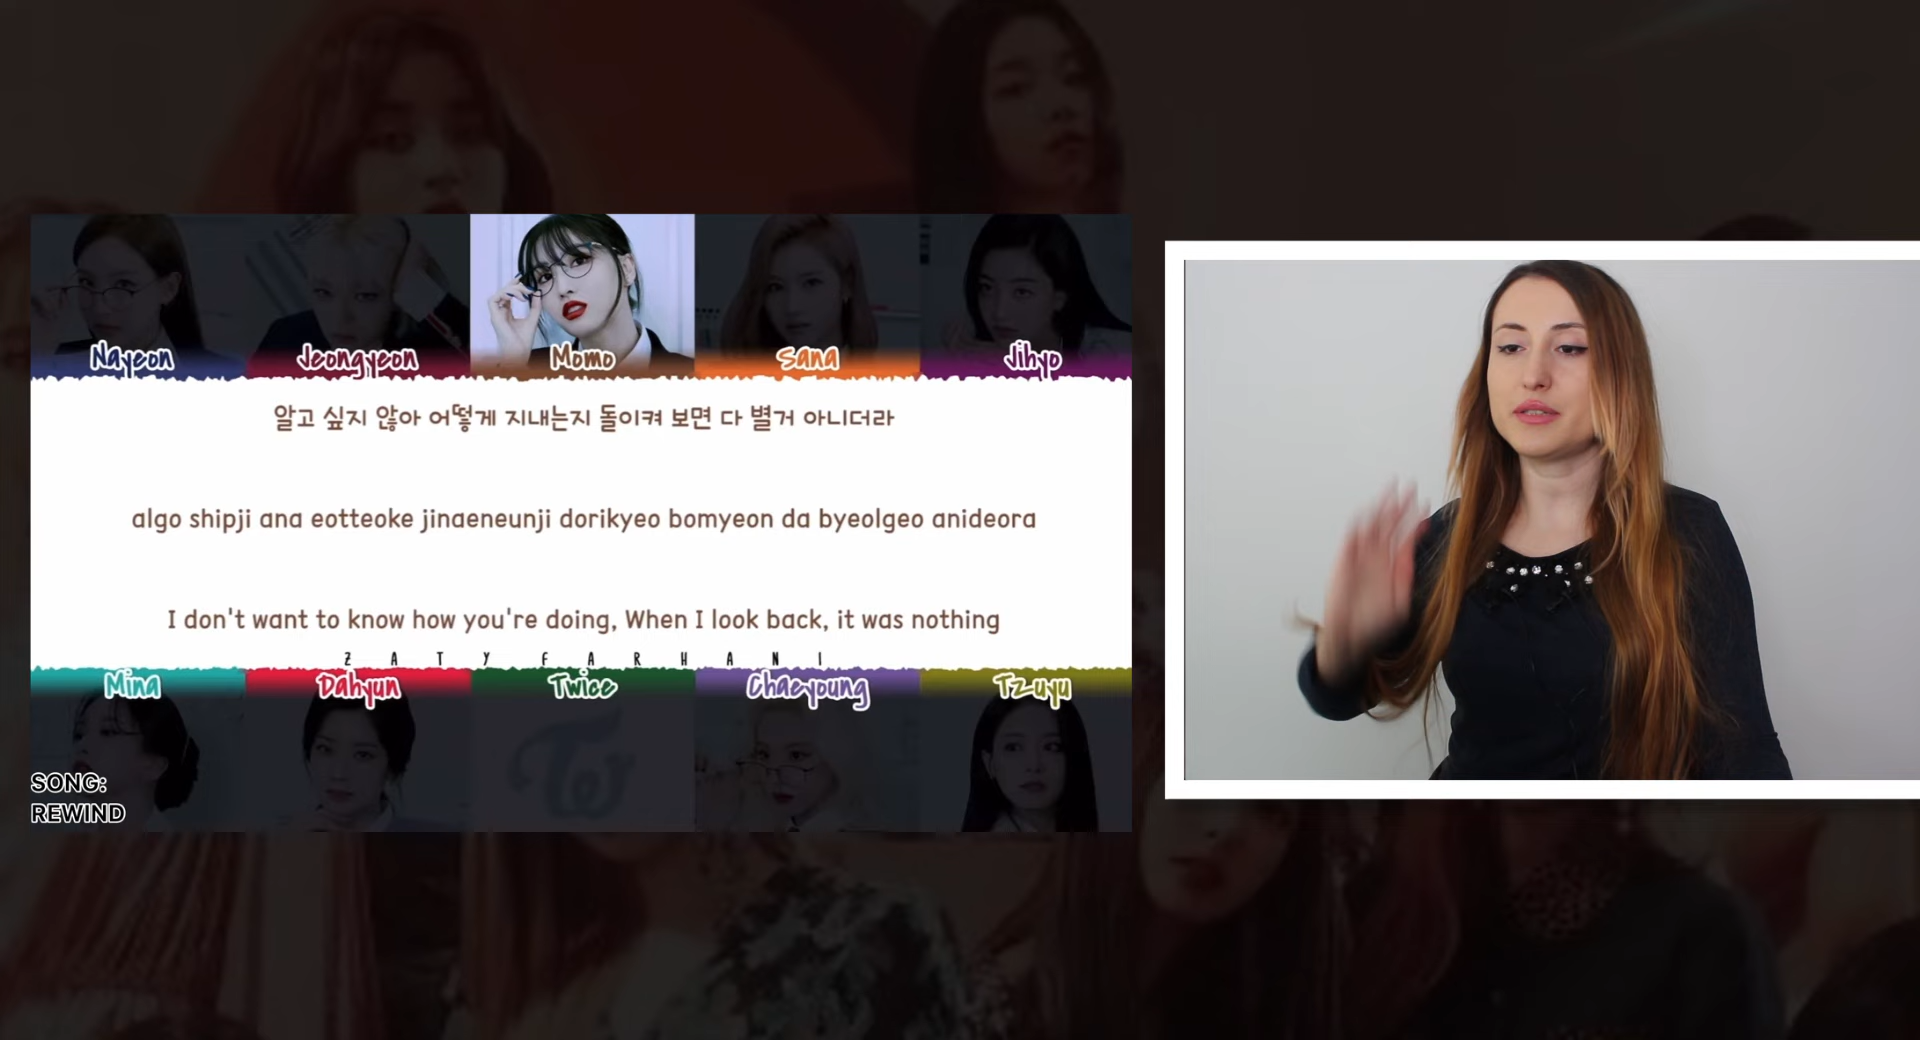 Nayeon Jeongyeon Momo Sana Jihyo
알고 싶지 않아 어떻게 지내는지 돌이켜 보면 다 별거 아니더라
algo shipji ana eotteoke jinaeneunji dorikyeo bomyeon da byeolgeo anideora
I don't want to know how you're doing, When I look back, it was nothing
ZATY FARHANI
Mina Dahyun Twice Chaeyoung Tzuyu
SONG:
REWIND